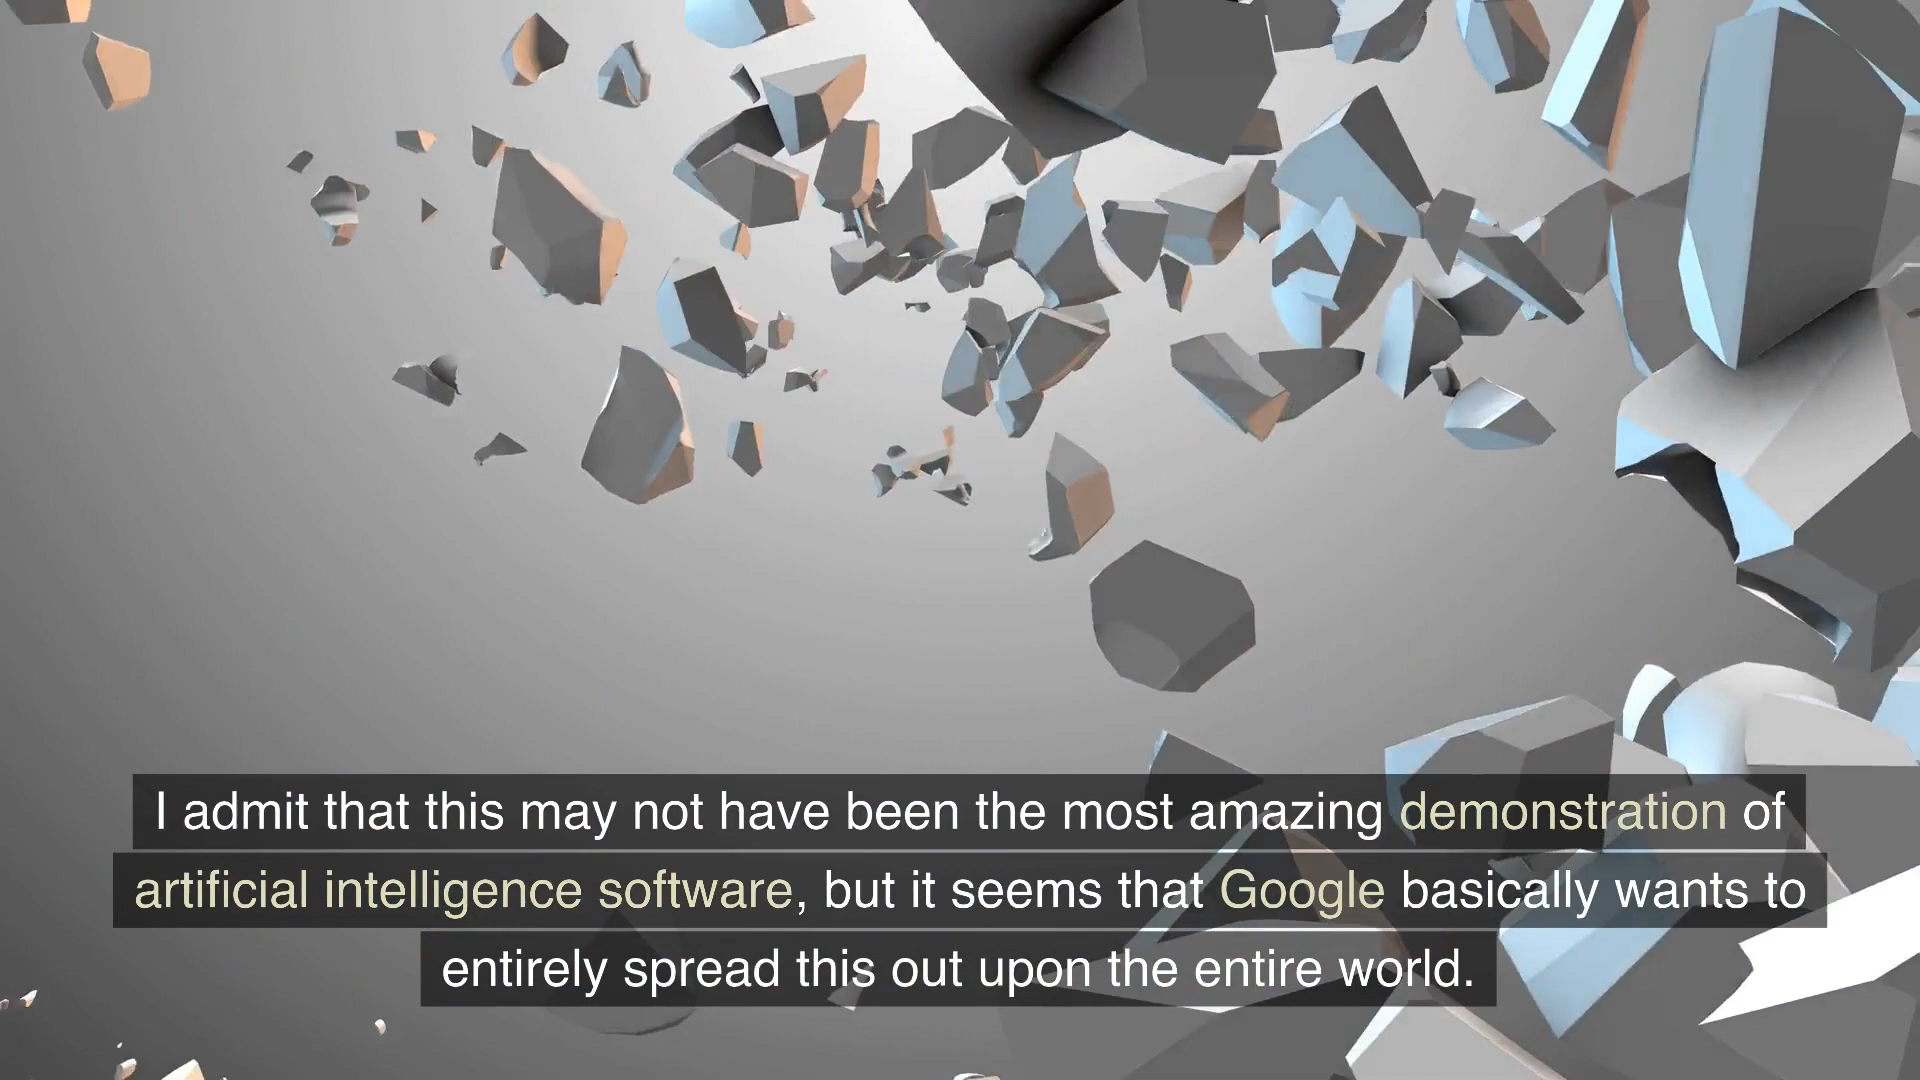 I admit that this may not have been the most amazing demonstration of
artificial intelligence software, but it seems that Google basically wants to
entirely spread this out upon the entire world.